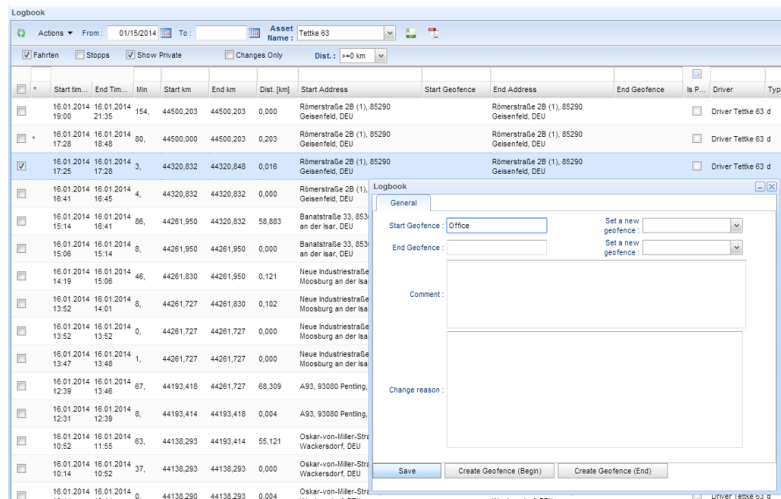 Logbook
Actions From: 01/15/2014 To: Asset Name: Tettke 63
Fahrten Stopps Show Private Changes Only Dist.: >=0 km
* Start tim... End Tim... Min Start km End km Dist. [km] Start Address Start Geofence End Address End Geofence Is P... Driver Typ
16.01.2014 19:00 16.01.2014 21:35 154, 44500,203 44500,203 0,000 Römerstraße 2B (1), 85290 Geisenfeld, DEU Römerstraße 2B (1), 85290 Geisenfeld, DEU Driver Tettke 63 d
* 16.01.2014 17:28 16.01.2014 18:48 80, 44500,000 44500,203 0,203 Römerstraße 2B (1), 85290 Geisenfeld, DEU Römerstraße 2B (1), 85290 Geisenfeld, DEU Driver Tettke 63 d
16.01.2014 17:25 16.01.2014 17:28 3, 44320,832 44320,848 0,016 Römerstraße 2B (1), 85290 Geisenfeld, DEU Römerstraße 2B (1), 85290 Geisenfeld, DEU Driver Tettke 63 d
16.01.2014 16:41 16.01.2014 16:45 4, 44320,832 44320,832 0,000 Römerstraße 2B (1), Geisenfeld, DEU
16.01.2014 15:14 16.01.2014 16:41 86, 44261,950 44320,832 58,883 Banatstraße 33, 853 an der Isar, DEU
16.01.2014 15:06 16.01.2014 15:14 8, 44261,950 44261,950 0,000 Banatstraße 33, 853 an der Isar, DEU
16.01.2014 14:19 16.01.2014 15:06 46, 44261,830 44261,950 0,121 Neue Industriestraße Moosburg an der Isa
16.01.2014 13:52 16.01.2014 14:01 8, 44261,727 44261,830 0,102 Neue Industriestraße Moosburg an der Isa
16.01.2014 13:52 16.01.2014 13:52 0, 44261,727 44261,727 0,000 Neue Industriestraße Moosburg an der Isa
16.01.2014 13:47 16.01.2014 13:48 1, 44261,727 44261,727 0,000 Neue Industriestraße Moosburg an der Isa
16.01.2014 12:39 16.01.2014 13:46 67, 44193,418 44261,727 68,309 A93, 93080 Pentling,
16.01.2014 12:31 16.01.2014 12:39 8, 44193,414 44193,418 0,004 A93, 93080 Pentling,
16.01.2014 10:52 16.01.2014 11:55 63, 44138,293 44193,414 55,121 Oskar-von-Miller-Stra Wackersdorf, DEU
16.01.2014 10:14 16.01.2014 10:52 37, 44138,293 44138,293 0,000 Oskar-von-Miller-Stra Wackersdorf, DEU
16.01.2014 16.01.2014 0, 44138,290 44138,293 0,004 Oskar-von-Miller-Stra Driver Tettke 63 d
Logbook
General
Start Geofence: Office Set a new geofence:
End Geofence: Set a new geofence:
Comment:
Change reason:
Save Create Geofence (Begin) Create Geofence (End)